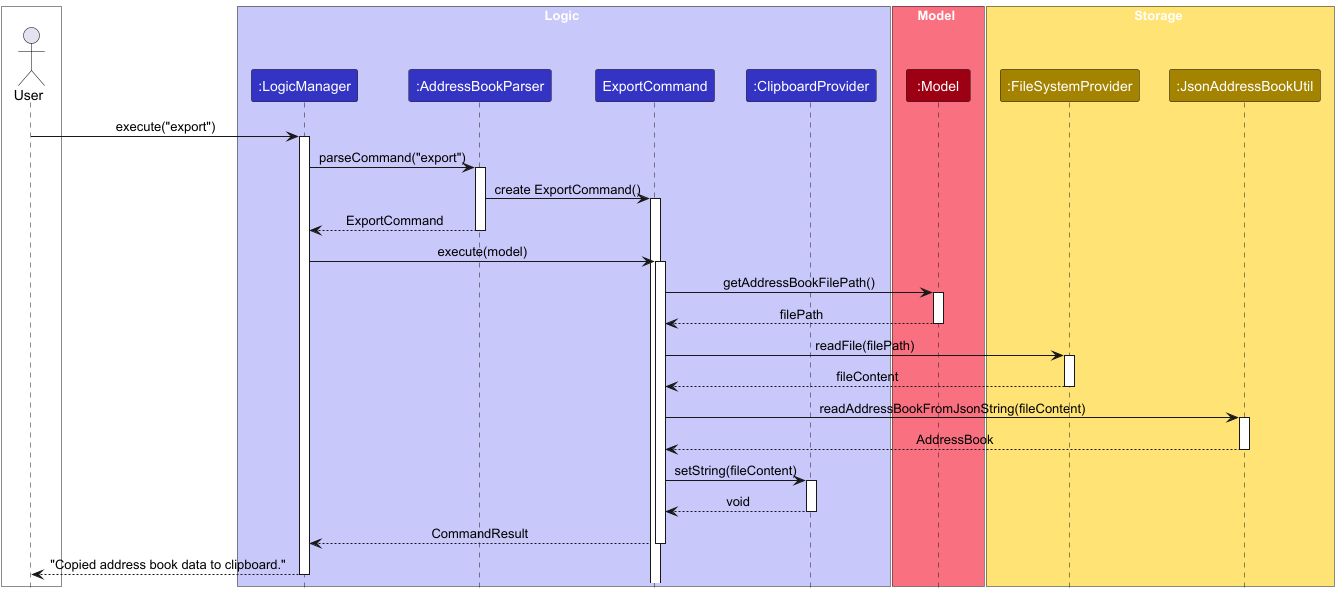 Logic
Model
Storage
User
:LogicManager
:AddressBookParser
ExportCommand
:ClipboardProvider
:Model
:FileSystemProvider
:JsonAddressBookUtil
execute("export")
parseCommand("export")
create ExportCommand()
ExportCommand
execute(model)
getAddressBookFilePath()
filePath
readFile(filePath)
fileContent
readAddressBookFromJsonString(fileContent)
AddressBook
setString(fileContent)
void
CommandResult
"Copied address book data to clipboard."